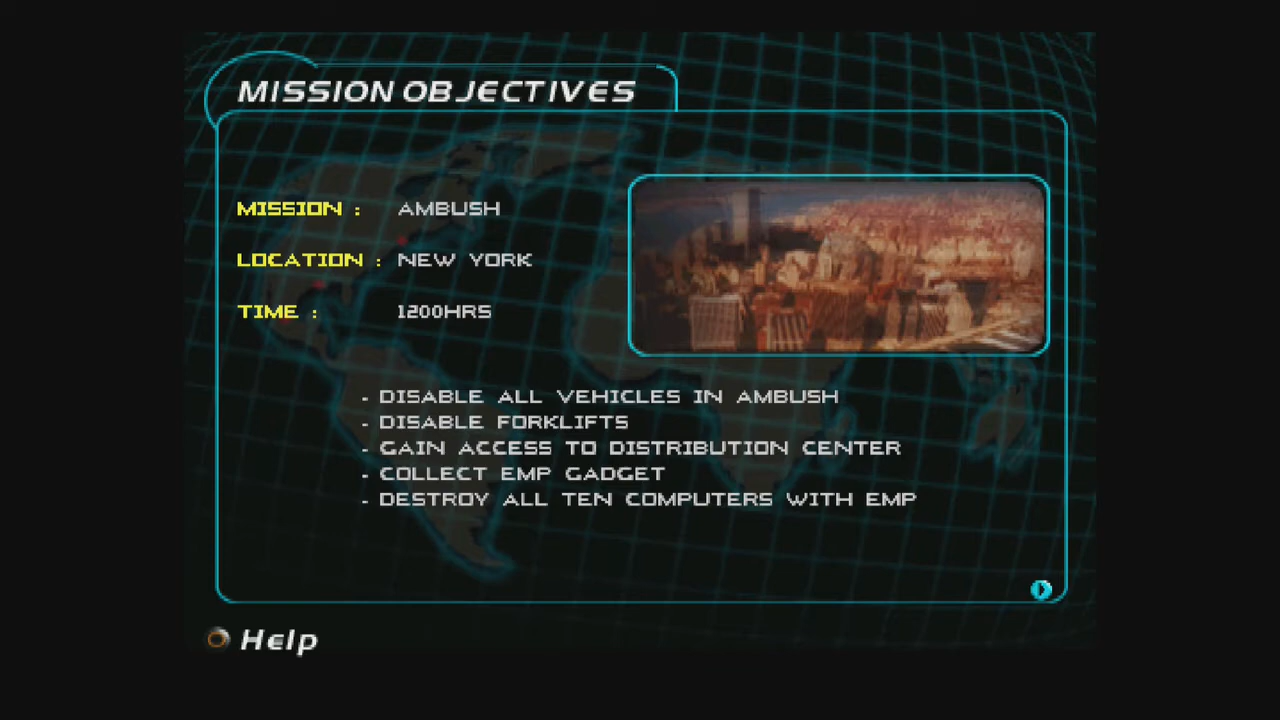 MISSION OBJECTIVES
MISSION : AMBUSH
LOCATION : NEW YORK
TIME : 1200HRS
- DISABLE ALL VEHICLES IN AMBUSH
- DISABLE FORKLIFTS
- GAIN ACCESS TO DISTRIBUTION CENTER
- COLLECT EMP GADGET
- DESTROY ALL TEN COMPUTERS WITH EMP
Help